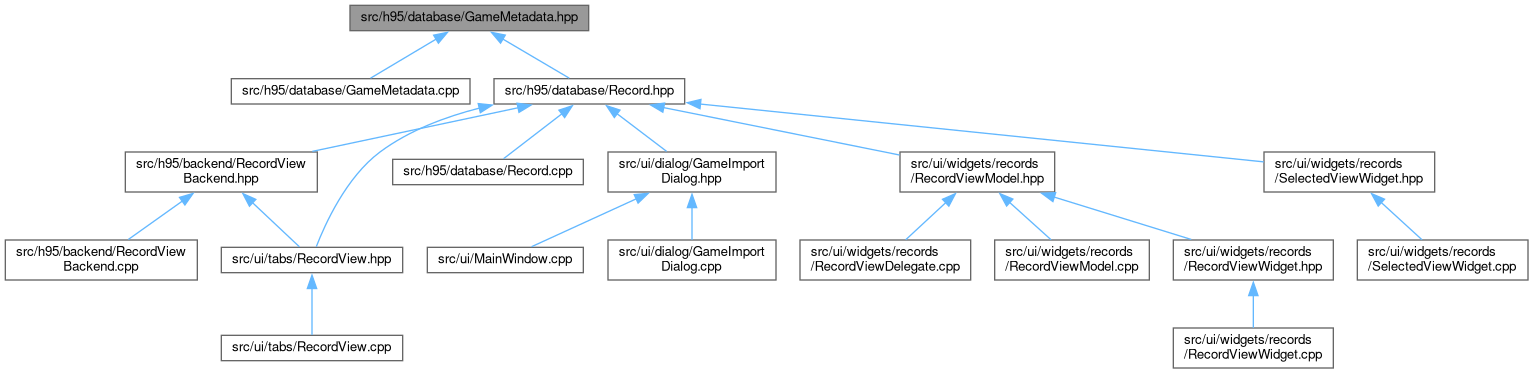 src/h95/database/GameMetadata.hpp
src/h95/database/GameMetadata.cpp
src/h95/database/Record.hpp
src/h95/backend/RecordView
Backend.hpp
src/h95/database/Record.cpp
src/ui/dialog/GameImport
Dialog.hpp
src/ui/widgets/records
/RecordViewModel.hpp
src/ui/widgets/records
/SelectedViewWidget.hpp
src/h95/backend/RecordView
Backend.cpp
src/ui/tabs/RecordView.hpp
src/ui/MainWindow.cpp
src/ui/dialog/GameImport
Dialog.cpp
src/ui/widgets/records
/RecordViewDelegate.cpp
src/ui/widgets/records
/RecordViewModel.cpp
src/ui/widgets/records
/RecordViewWidget.hpp
src/ui/widgets/records
/SelectedViewWidget.cpp
src/ui/tabs/RecordView.cpp
src/ui/widgets/records
/RecordViewWidget.cpp